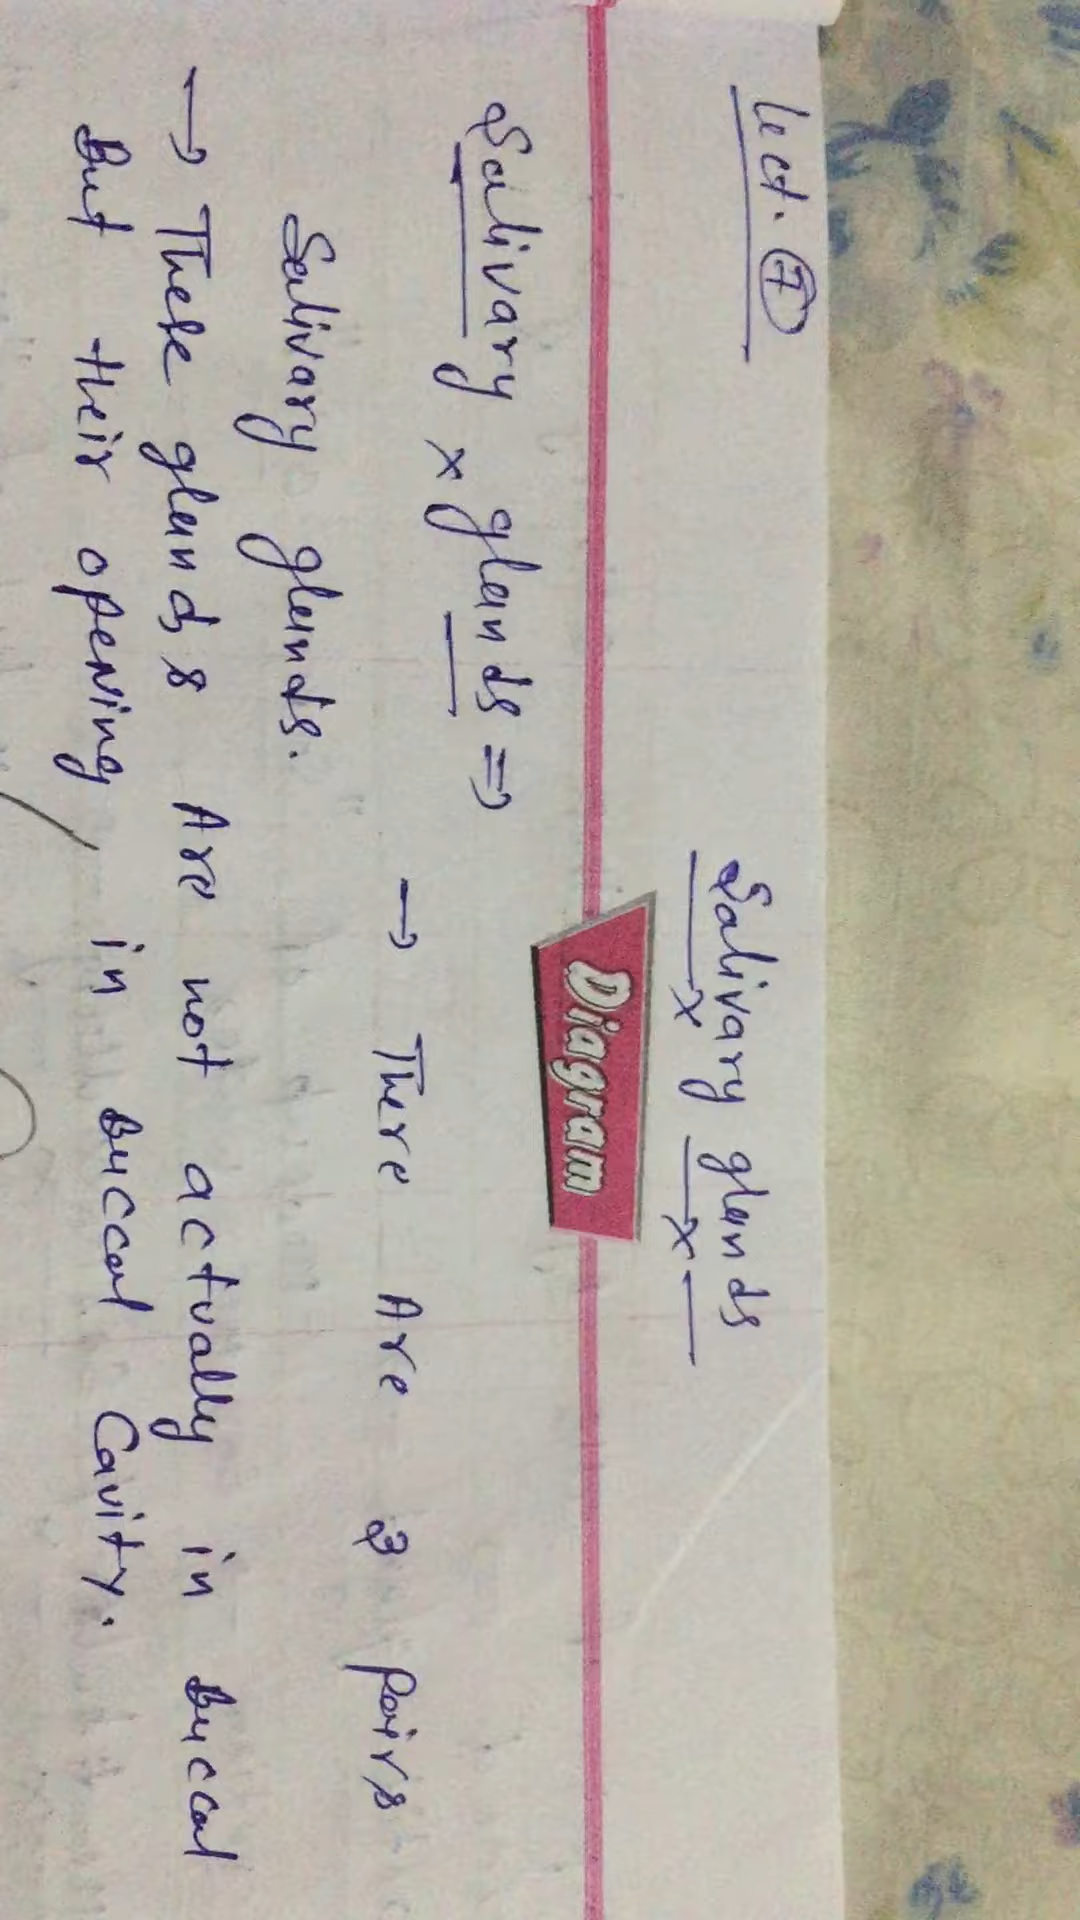 Lect. 7
Salivary glands
Diagram
Salivary glands ⇒
→ There Are 3 pairs
Salivary glands.
→ These glands Are not actually in Buccal
But their opening in Buccal Cavity.